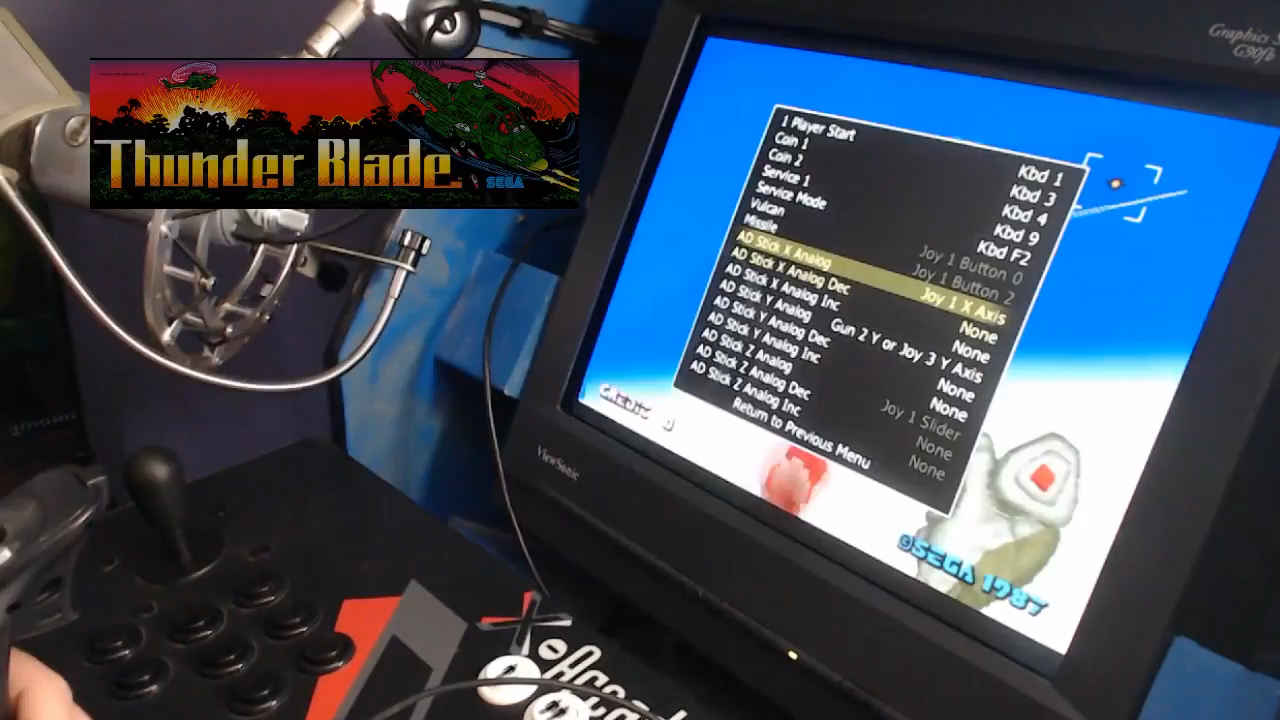 Graphics
G90fb
Thunder Blade
SEGA
1 Player Start Kbd 1
Coin 1 Kbd 3
Coin 2 Kbd 4
Service 1 Kbd 9
Service Mode Kbd F2
Vulcan Joy 1 Button 0
Missile Joy 1 Button 2
AD Stick X Analog Joy 1 X Axis
AD Stick X Analog Dec None
AD Stick X Analog Inc None
AD Stick Y Analog Gun 2 Y or Joy 3 Y Axis
AD Stick Y Analog Dec None
AD Stick Y Analog Inc None
AD Stick Z Analog Joy 1 Slider
AD Stick Z Analog Dec None
AD Stick Z Analog Inc None
Return to Previous Menu
CREDIT 0
ViewSonic
©SEGA 1987